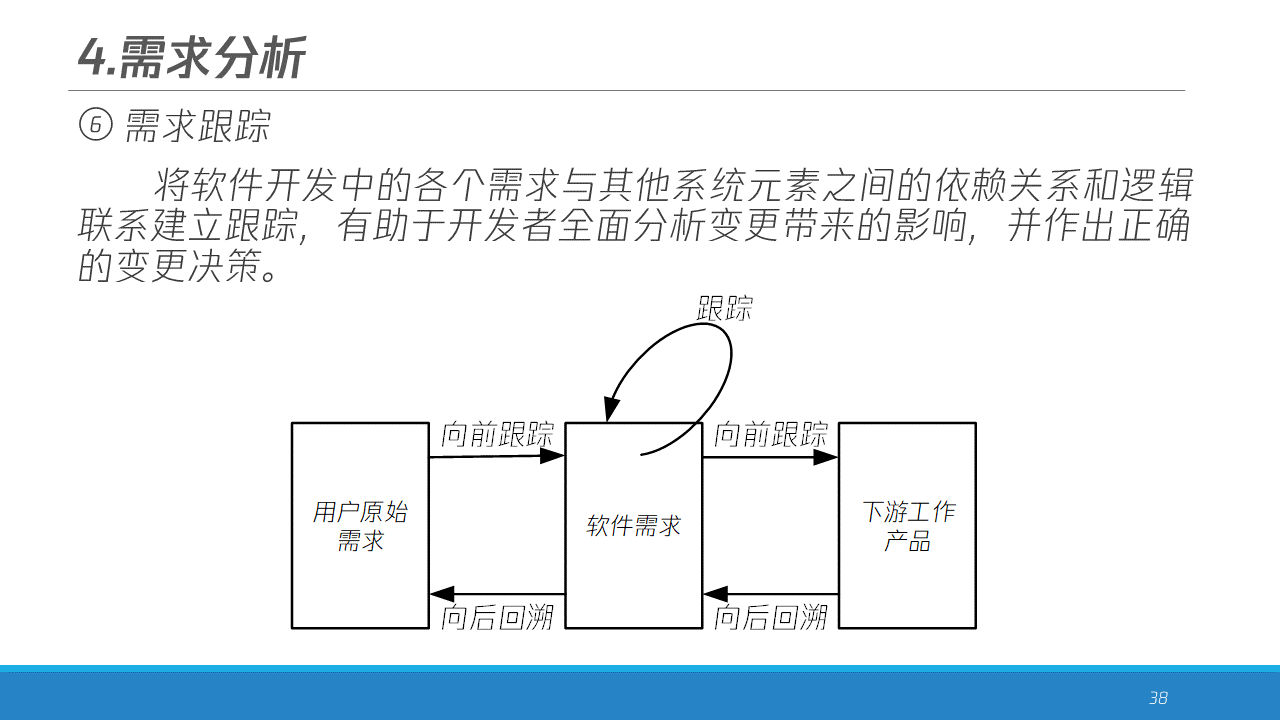 4.需求分析
⑥ 需求跟踪
将软件开发中的各个需求与其他系统元素之间的依赖关系和逻辑
联系建立跟踪，有助于开发者全面分析变更带来的影响，并作出正确
的变更决策。
跟踪
向前跟踪
向前跟踪
用户原始
需求
软件需求
下游工作
产品
向后回溯
向后回溯
38